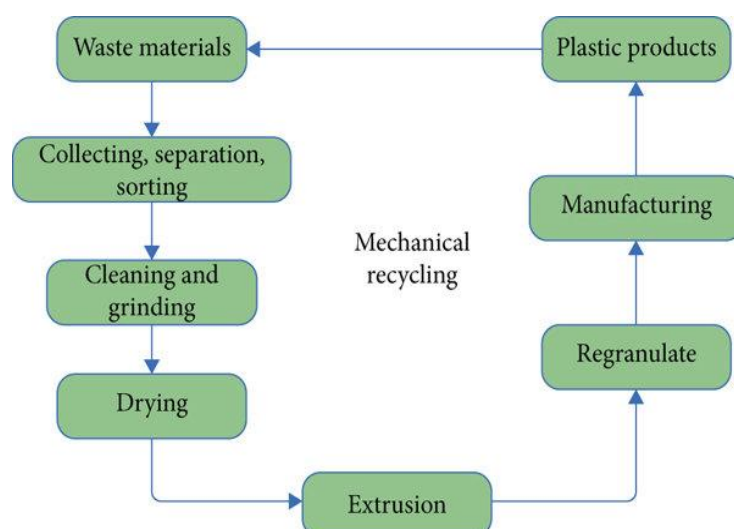 Waste materials
Plastic products
Collecting, separation,
sorting
Manufacturing
Mechanical
recycling
Cleaning and
grinding
Regranulate
Drying
Extrusion